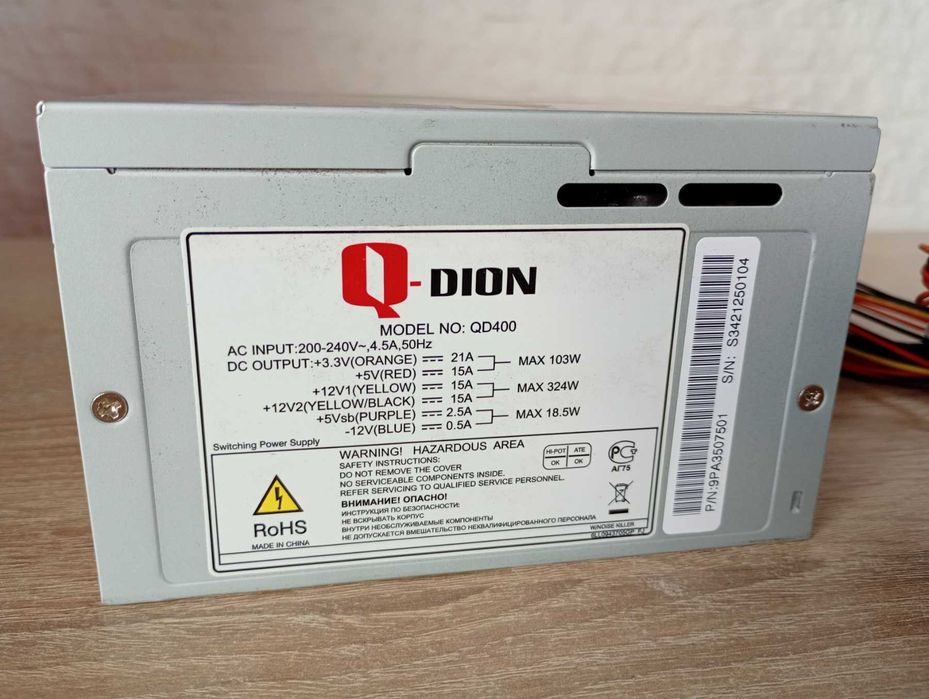 Q-DION
MODEL NO: QD400
AC INPUT:200-240V~,4.5A,50Hz
DC OUTPUT:+3.3V(ORANGE) 21A MAX 103W
+5V(RED) 15A
+12V1(YELLOW) 15A MAX 324W
+12V2(YELLOW/BLACK) 15A
+5Vsb(PURPLE) 2.5A MAX 18.5W
-12V(BLUE) 0.5A
Switching Power Supply
WARNING! HAZARDOUS AREA
SAFETY INSTRUCTIONS:
DO NOT REMOVE THE COVER
NO SERVICEABLE COMPONENTS INSIDE.
REFER SERVICING TO QUALIFIED SERVICE PERSONNEL.
ВНИМАНИЕ! ОПАСНО!
ИНСТРУКЦИЯ ПО БЕЗОПАСНОСТИ:
НЕ ВСКРЫВАТЬ КОРПУС
ВНУТРИ НЕОБСЛУЖИВАЕМЫЕ КОМПОНЕНТЫ
НЕ ДОПУСКАЕТСЯ ВМЕШАТЕЛЬСТВО НЕКВАЛИФИЦИРОВАННОГО ПЕРСОНАЛА
RoHS
MADE IN CHINA
HI-POT ATE
OK OK
АГ75
W/NOISE KILLER
P/N:9PA3507501 S/N: S3421250104